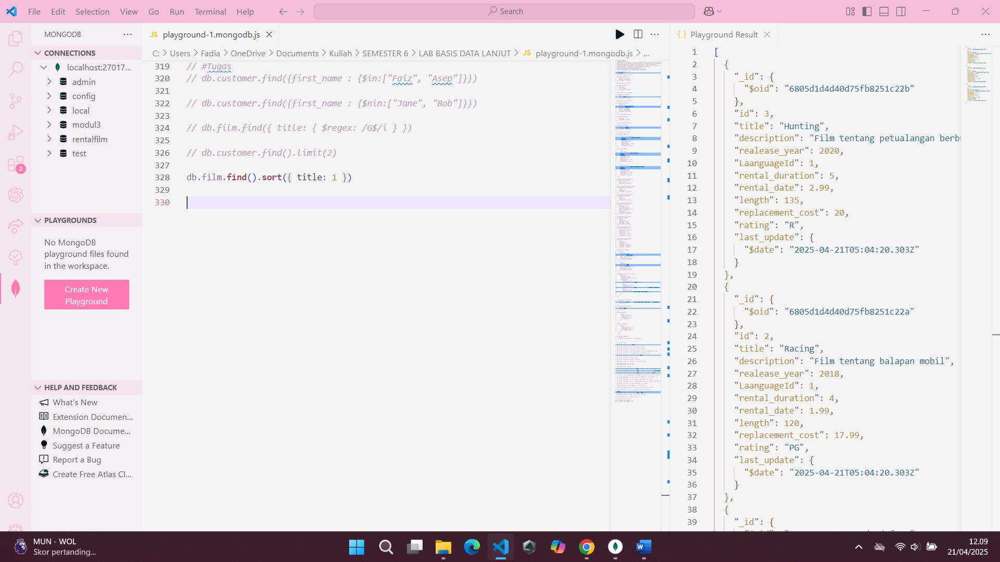 File Edit Selection View Go Run Terminal Help
Search
MONGODB
CONNECTIONS
localhost:27017...
admin
config
local
modul3
rentalfilm
test
2
PLAYGROUNDS
No MongoDB
playground files found
in the workspace.
Create New
Playground
HELP AND FEEDBACK
What's New
Extension Documen...
MongoDB Docume...
Suggest a Feature
Report a Bug
Create Free Atlas Cl...
JS playground-1.mongodb.js
C: > Users > Fadia > OneDrive > Documents > Kuliah > SEMESTER 6 > LAB BASIS DATA LANJUT > JS playground-1.mongodb.js > ...
319 // #Tugas
320 // db.customer.find({first_name : {$in:["Faiz", "Asep"]}})
321
322 // db.customer.find({first_name : {$nin:["Jane", "Bob"]}})
323
324 // db.film.find({ title: { $regex: /G$/i } })
325
326 // db.customer.find().limit(2)
327
328 db.film.find().sort({ title: 1 })
329
330
{ } Playground Result
1 [
2 {
3 "_id": {
4 "$oid": "6805d1d4d40d75fb8251c22b"
5 },
6 "id": 3,
7 "title": "Hunting",
8 "description": "Film tentang petualangan berbu
9 "realease_year": 2020,
10 "LaanguageId": 1,
11 "rental_duration": 5,
12 "rental_date": 2.99,
13 "length": 135,
14 "replacement_cost": 20,
15 "rating": "R",
16 "last_update": {
17 "$date": "2025-04-21T05:04:20.303Z"
18 }
19 },
20 {
21 "_id": {
22 "$oid": "6805d1d4d40d75fb8251c22a"
23 },
24 "id": 2,
25 "title": "Racing",
26 "description": "Film tentang balapan mobil",
27 "realease_year": 2018,
28 "LaanguageId": 1,
29 "rental_duration": 4,
30 "rental_date": 1.99,
31 "length": 120,
32 "replacement_cost": 17.99,
33 "rating": "PG",
34 "last_update": {
35 "$date": "2025-04-21T05:04:20.303Z"
36 }
37 },
38 {
39 "_id": {
MUN - WOL
Skor pertanding...
12.09
21/04/2025